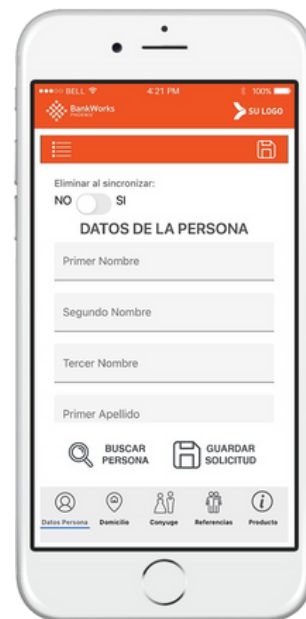 BELL 4:21 PM 100%
BankWorks
PHOENIX
SU LOGO
Eliminar al sincronizar:
NO SI
DATOS DE LA PERSONA
Primer Nombre
Segundo Nombre
Tercer Nombre
Primer Apellido
BUSCAR
PERSONA
GUARDAR
SOLICITUD
Datos Persona Domicilio Conyuge Referencias Producto